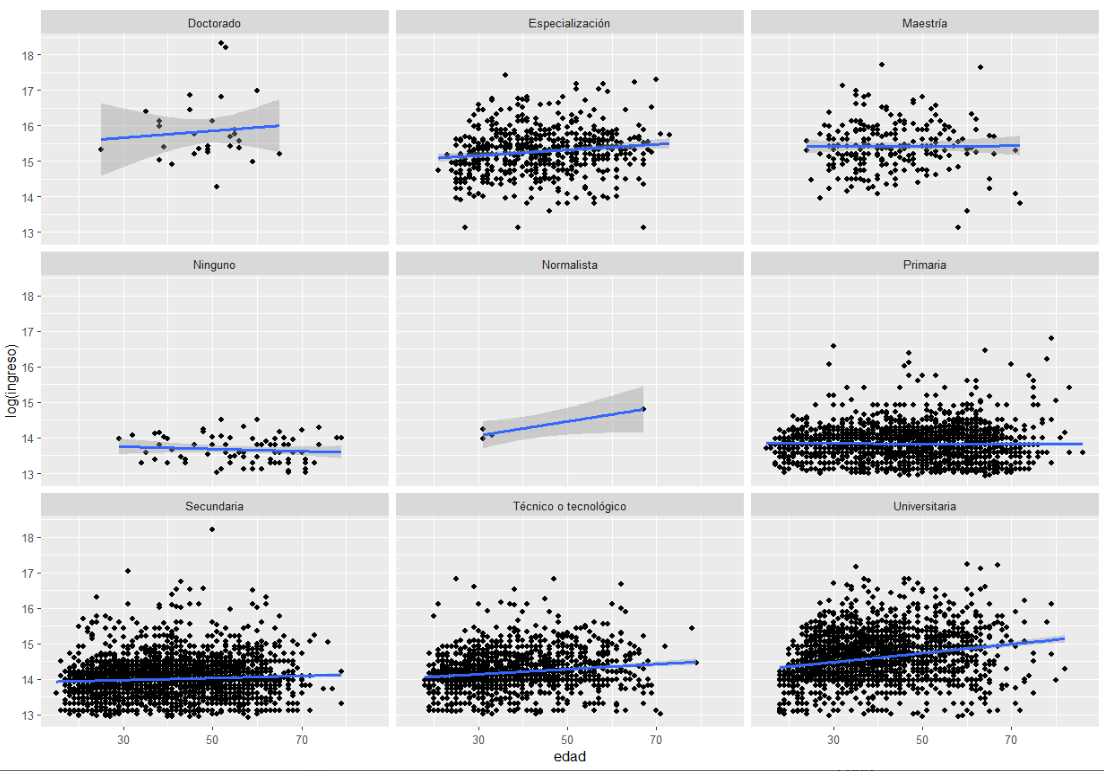 Doctorado
Especialización
Maestría
18
17
16
15
14
13
Ninguno
Normalista
Primaria
18
17
16
15
14
13
log(ingreso)
Secundaria
Técnico o tecnológico
Universitaria
18
17
16
15
14
13
30
50
70
30
50
70
30
50
70
edad